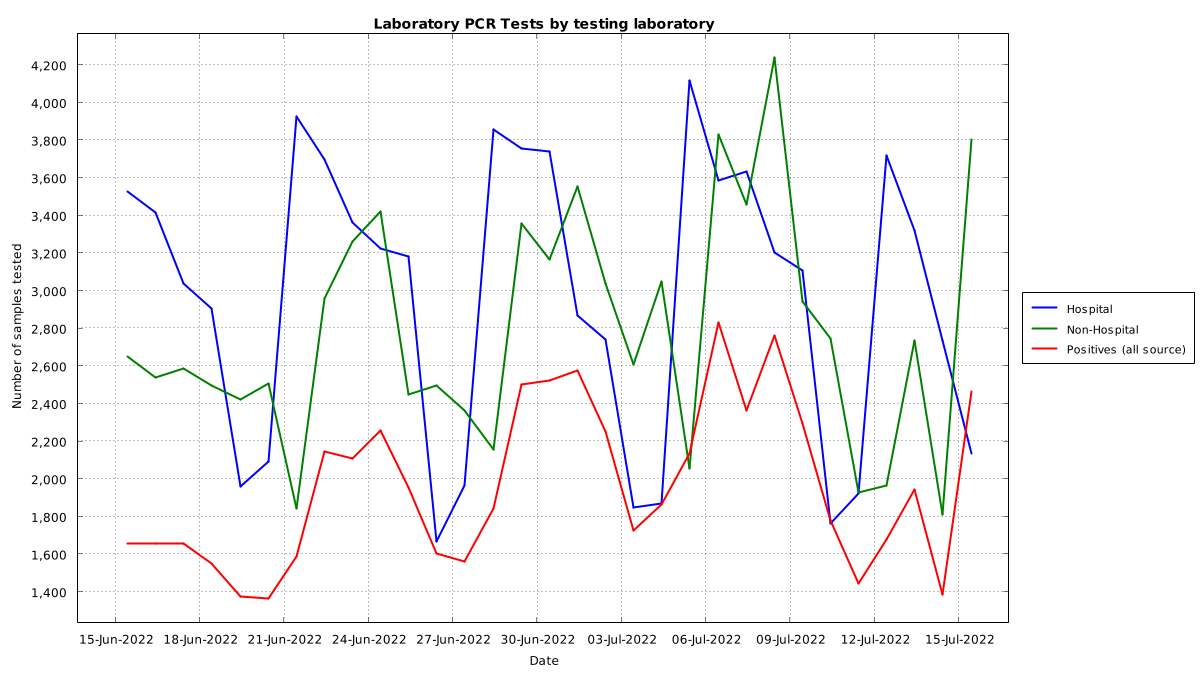 Laboratory PCR Tests by testing laboratory
4,200
4,000
3,800
3,600
3,400
3,200
3,000
2,800
2,600
2,400
2,200
2,000
1,800
1,600
1,400
Number of samples tested
15-Jun-2022 18-Jun-2022 21-Jun-2022 24-Jun-2022 27-Jun-2022 30-Jun-2022 03-Jul-2022 06-Jul-2022 09-Jul-2022 12-Jul-2022 15-Jul-2022
Date
Hospital
Non-Hospital
Positives (all source)